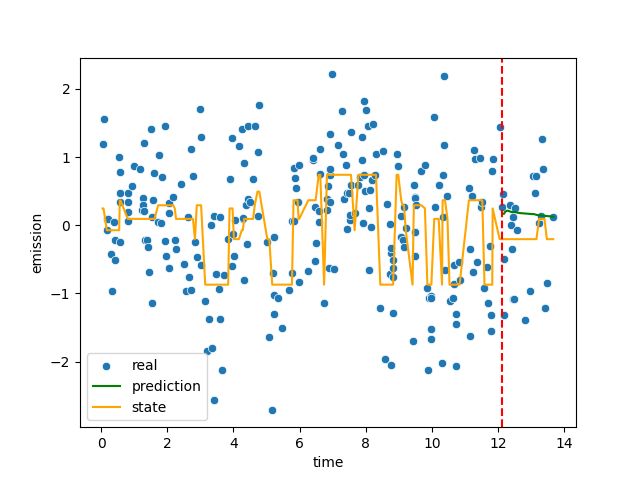 2
1
0
−1
−2
emission
real
prediction
state
0 2 4 6 8 10 12 14
time